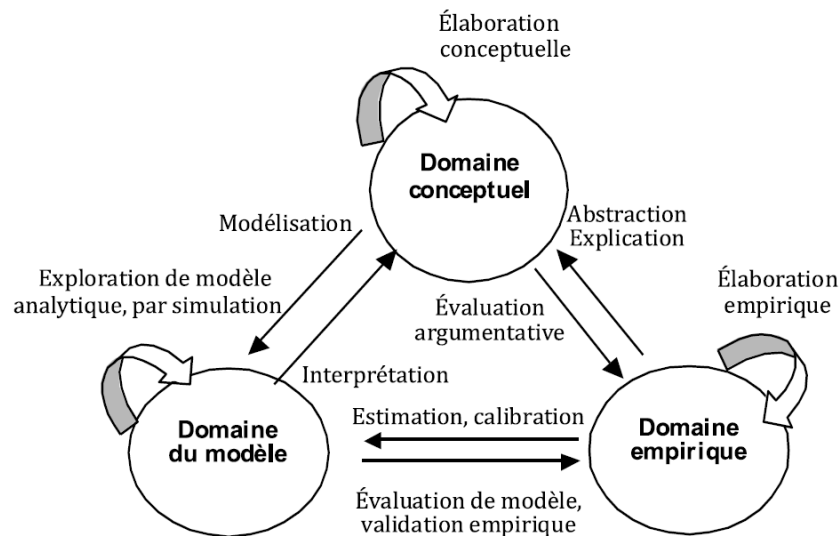 Élaboration
conceptuelle
Domaine
conceptuel
Modélisation
Abstraction
Explication
Exploration de modèle
analytique, par simulation
Évaluation
argumentative
Élaboration
empirique
Interprétation
Domaine
du modèle
Estimation, calibration
Domaine
empirique
Évaluation de modèle,
validation empirique